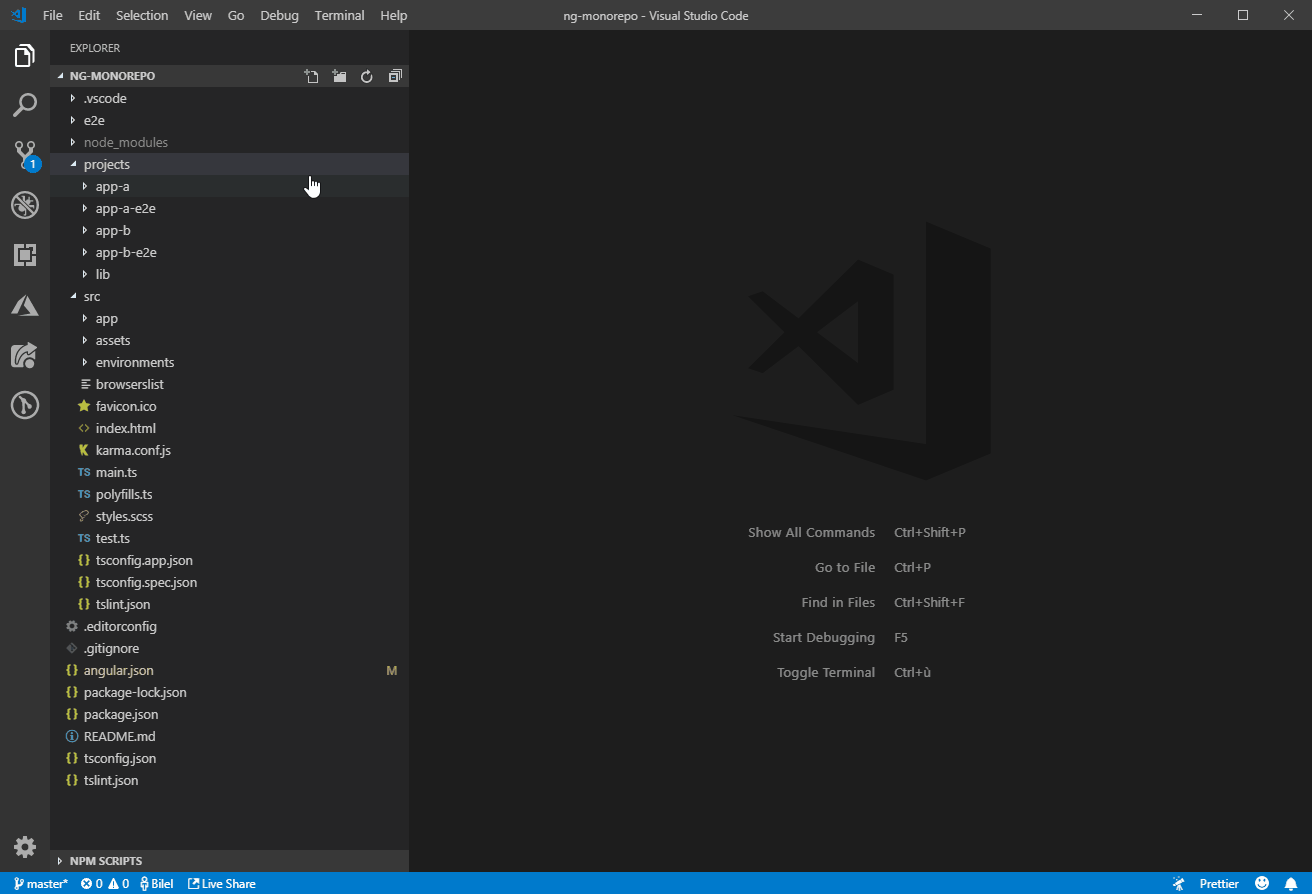 File Edit Selection View Go Debug Terminal Help ng-monorepo - Visual Studio Code
EXPLORER
NG-MONOREPO
.vscode
e2e
node_modules
1
projects
app-a
app-a-e2e
app-b
app-b-e2e
lib
src
app
assets
environments
browserslist
favicon.ico
index.html
karma.conf.js
TS main.ts
TS polyfills.ts
styles.scss
TS test.ts
{} tsconfig.app.json
{} tsconfig.spec.json
{} tslint.json
.editorconfig
.gitignore
{} angular.json M
{} package-lock.json
{} package.json
README.md
{} tsconfig.json
{} tslint.json
NPM SCRIPTS
Show All Commands Ctrl+Shift+P
Go to File Ctrl+P
Find in Files Ctrl+Shift+F
Start Debugging F5
Toggle Terminal Ctrl+ù
master* 0 0 Bilel Live Share Prettier